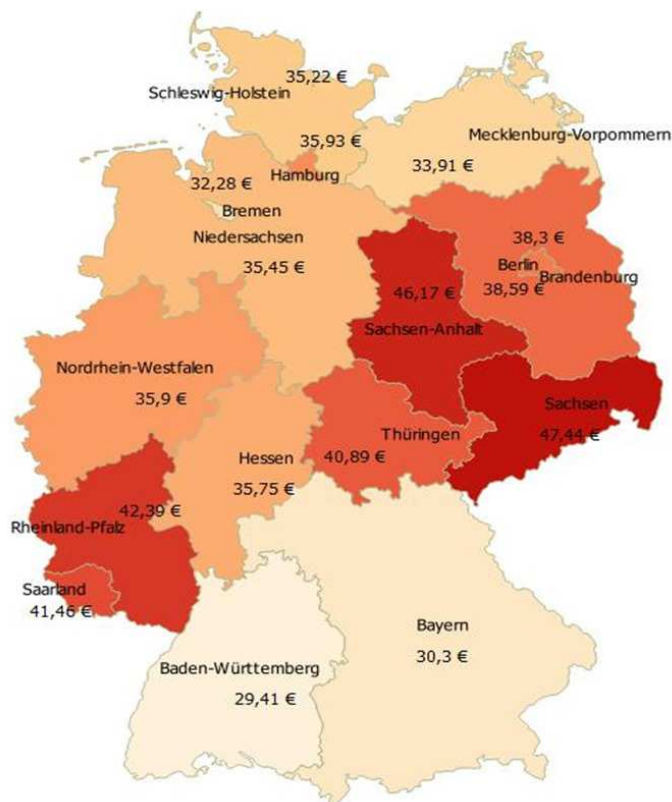 35,22 €
Schleswig-Holstein
35,93 €
Hamburg
Mecklenburg-Vorpommern
33,91 €
32,28 €
Bremen
Niedersachsen
35,45 €
38,3 €
Berlin
Brandenburg
38,59 €
46,17 €
Sachsen-Anhalt
Nordrhein-Westfalen
35,9 €
Sachsen
47,44 €
Thüringen
40,89 €
Hessen
35,75 €
42,39 €
Rheinland-Pfalz
Saarland
41,46 €
Bayern
30,3 €
Baden-Württemberg
29,41 €